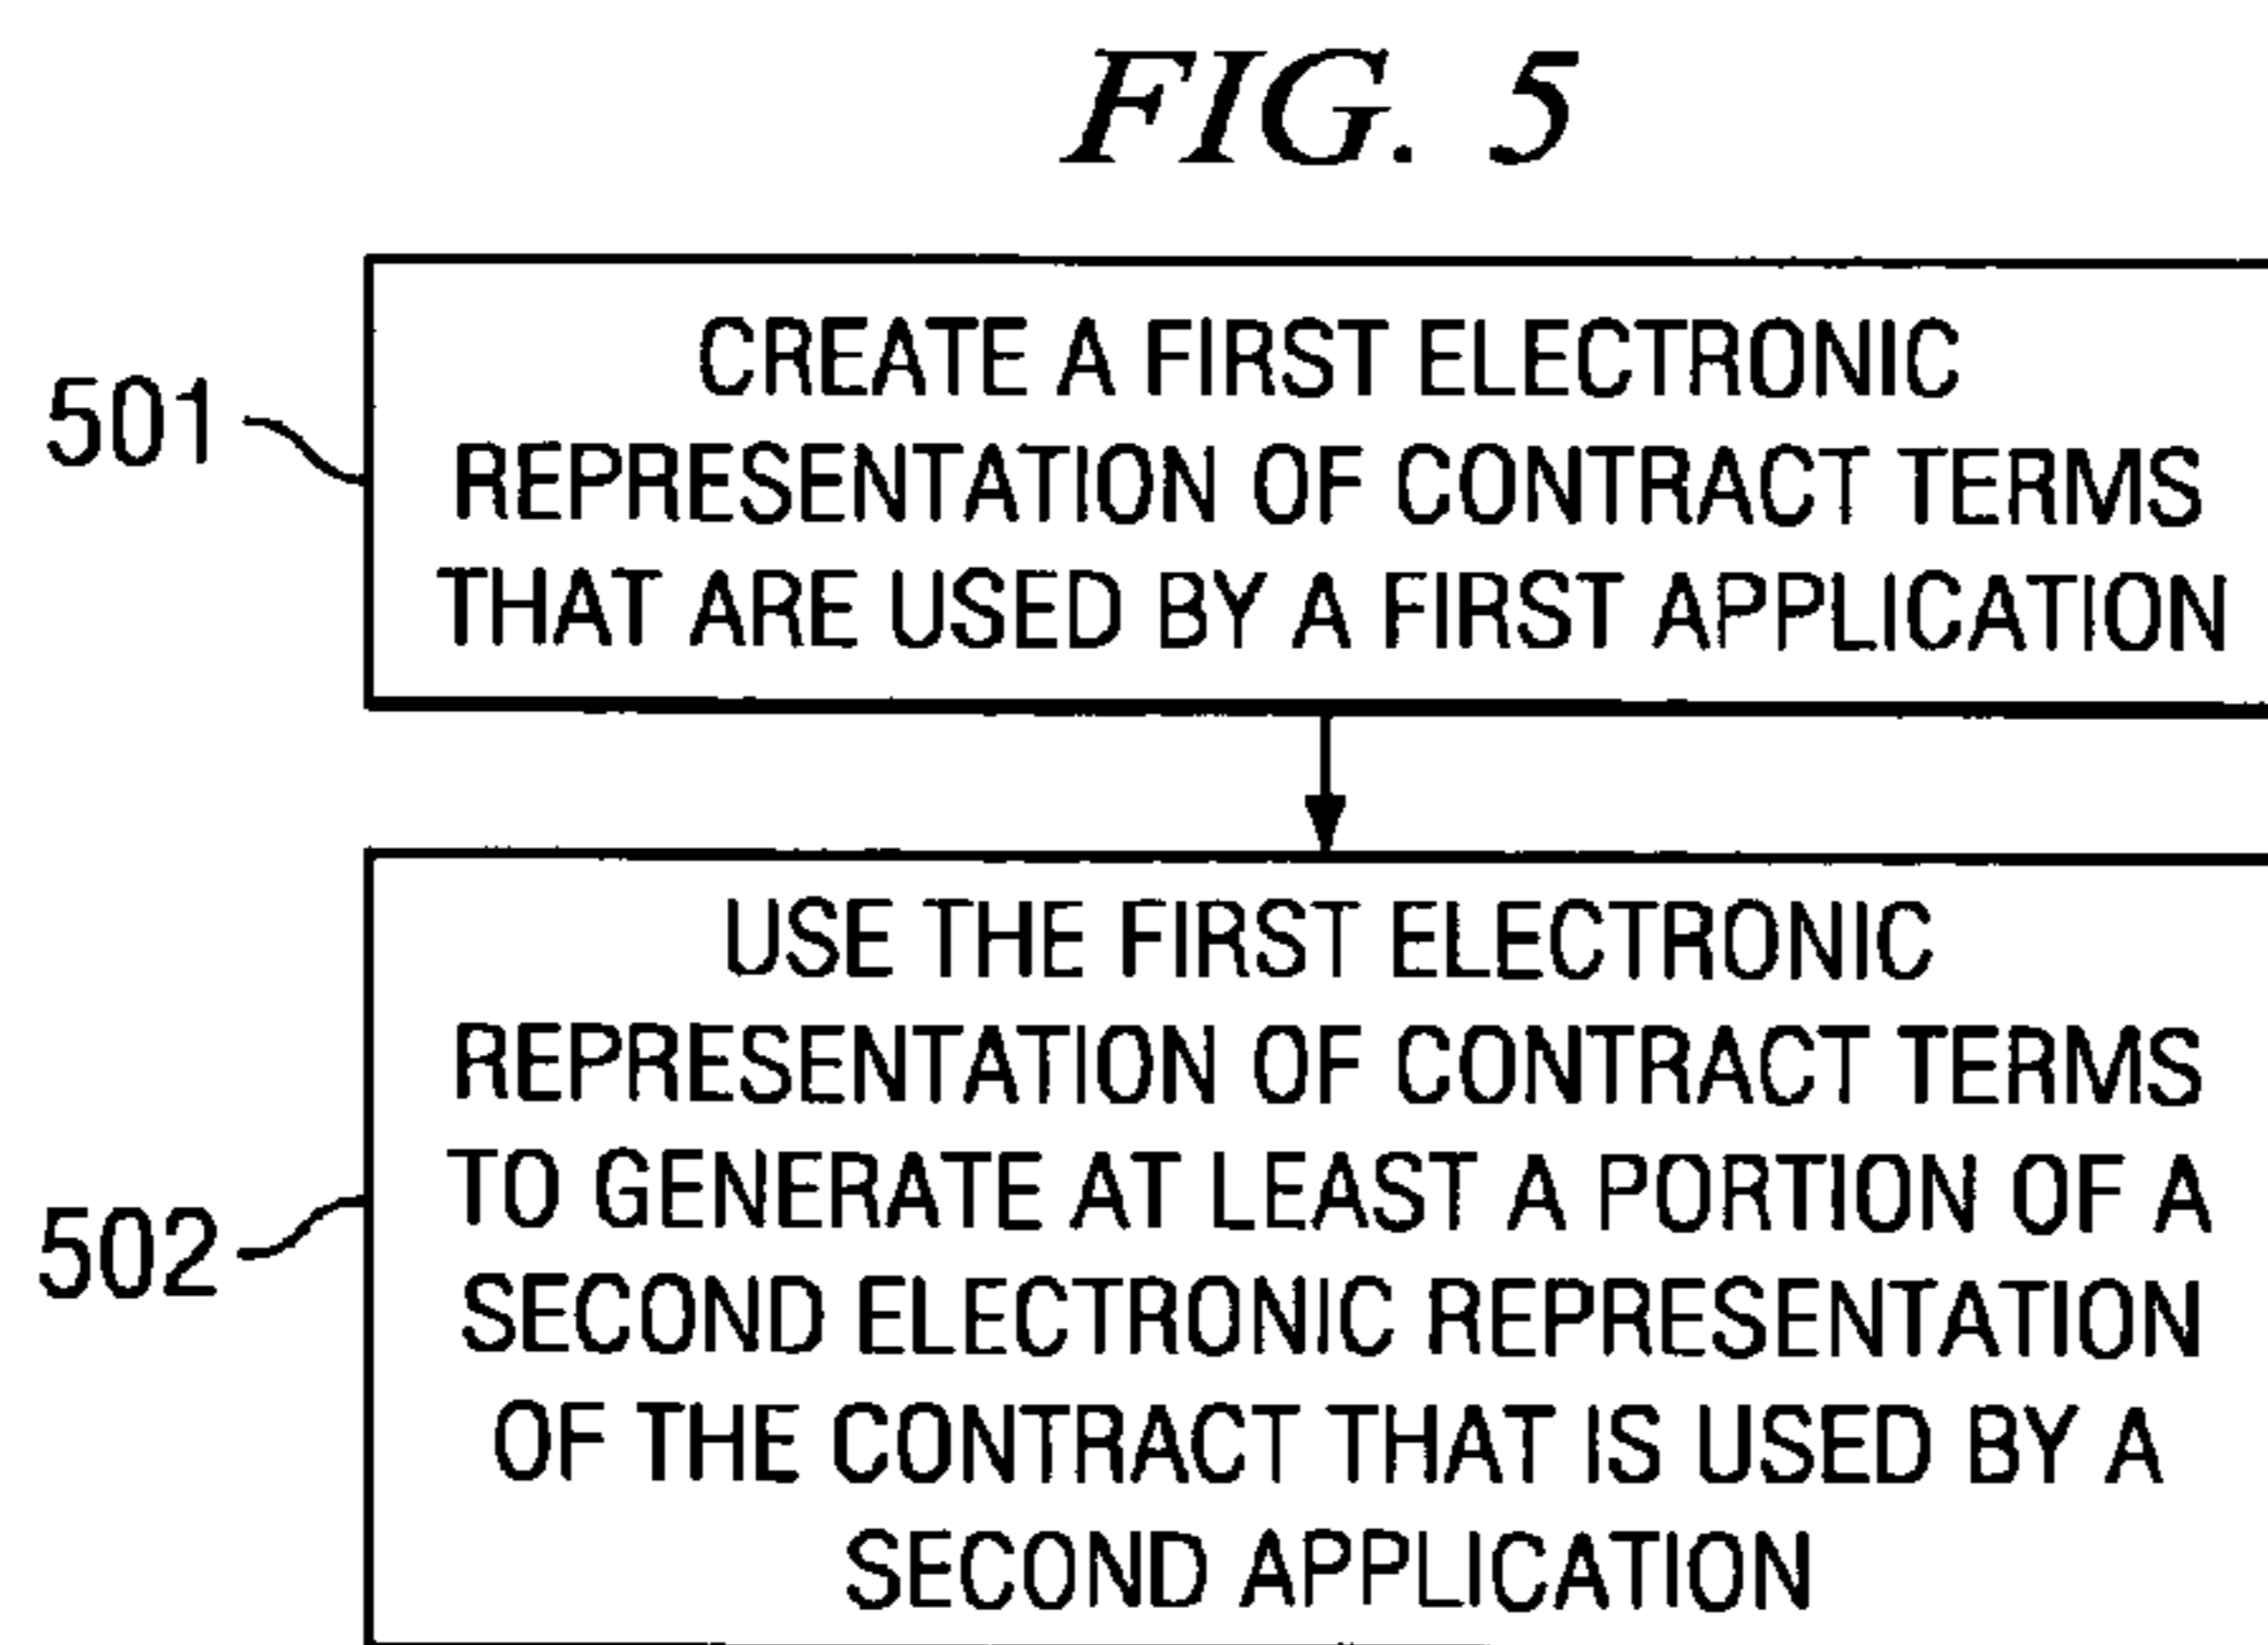 FIG. 5
501
CREATE A FIRST ELECTRONIC
REPRESENTATION OF CONTRACT TERMS
THAT ARE USED BY A FIRST APPLICATION
502
USE THE FIRST ELECTRONIC
REPRESENTATION OF CONTRACT TERMS
TO GENERATE AT LEAST A PORTION OF A
SECOND ELECTRONIC REPRESENTATION
OF THE CONTRACT THAT IS USED BY A
SECOND APPLICATION